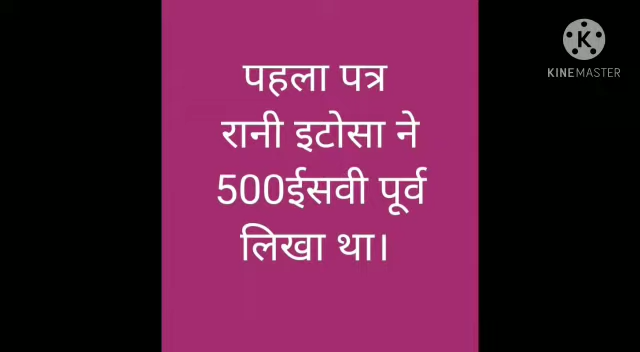 पहला पत्र
रानी इटोसा ने
500ईसवी पूर्व
लिखा था।
K
KINEMASTER